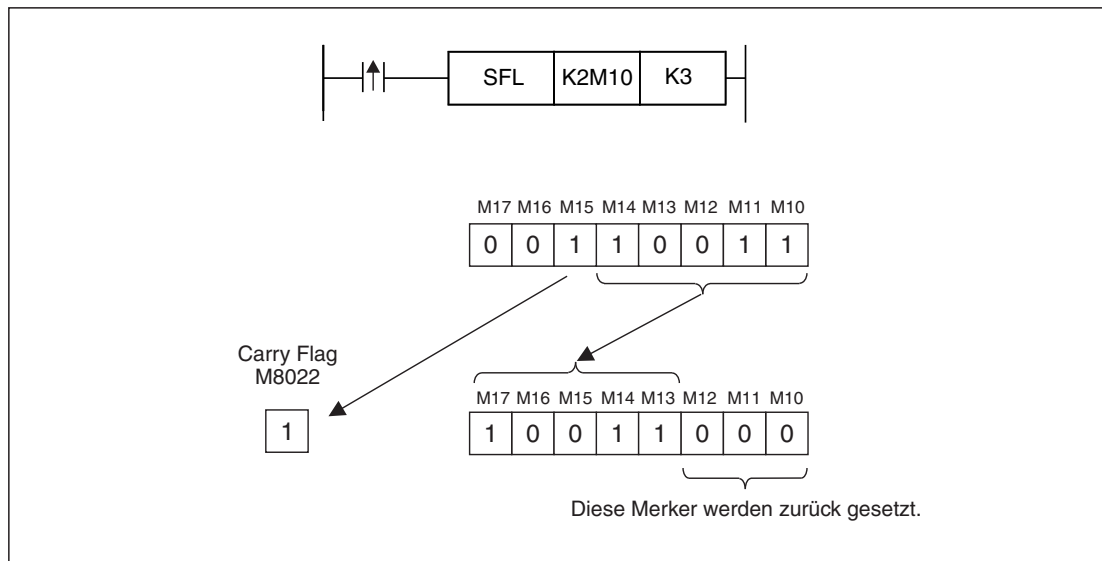 SFL K2M10 K3
M17 M16 M15 M14 M13 M12 M11 M10
0 0 1 1 0 0 1 1
Carry Flag
M8022
1
M17 M16 M15 M14 M13 M12 M11 M10
1 0 0 1 1 0 0 0
Diese Merker werden zurück gesetzt.